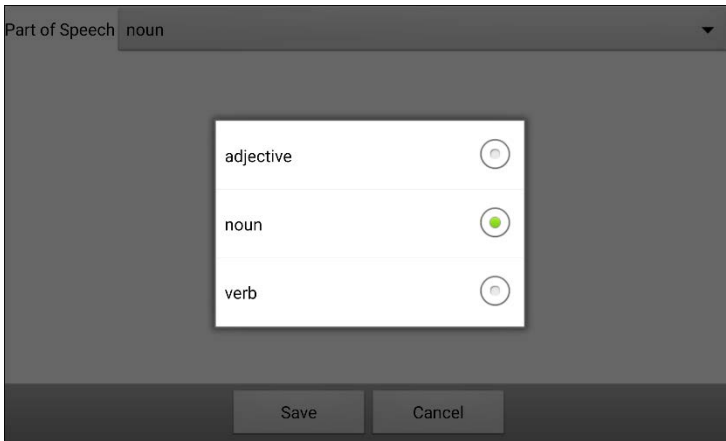 Part of Speech noun
adjective
noun
verb
Save Cancel